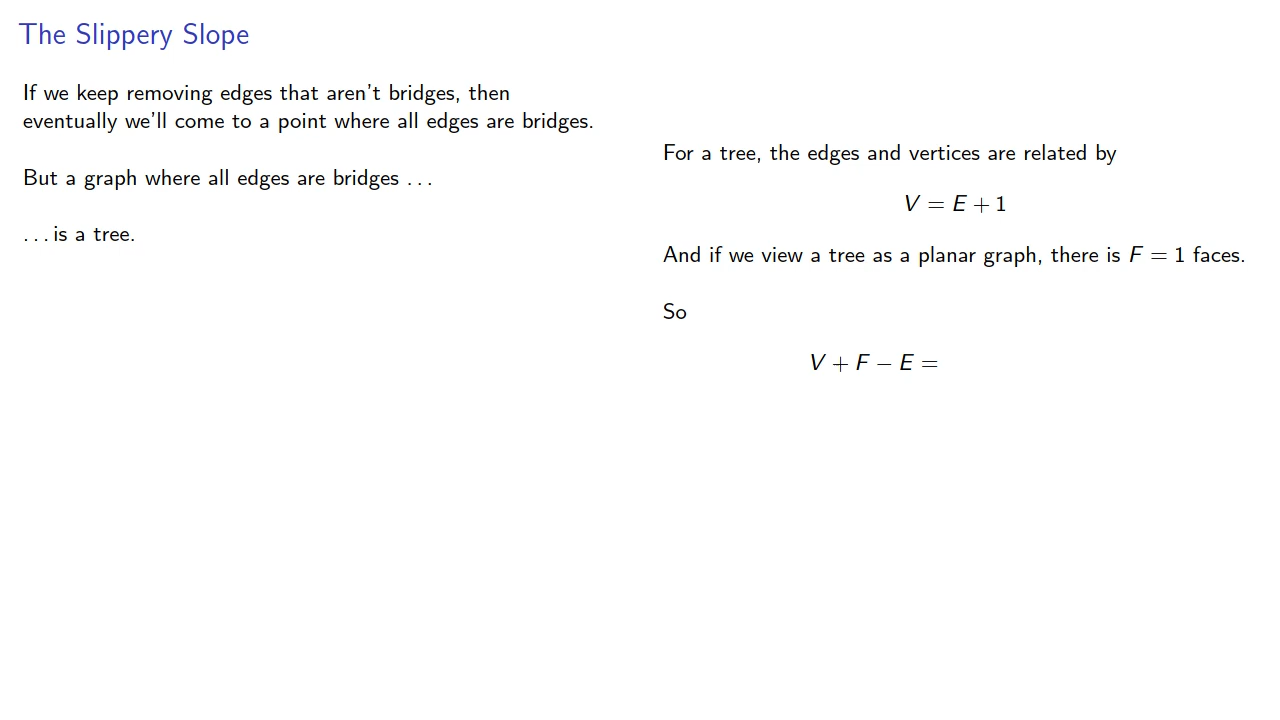 The Slippery Slope
If we keep removing edges that aren't bridges, then
eventually we'll come to a point where all edges are bridges.
But a graph where all edges are bridges . . .
. . . is a tree.
For a tree, the edges and vertices are related by
V = E + 1
And if we view a tree as a planar graph, there is F = 1 faces.
So
V + F − E =